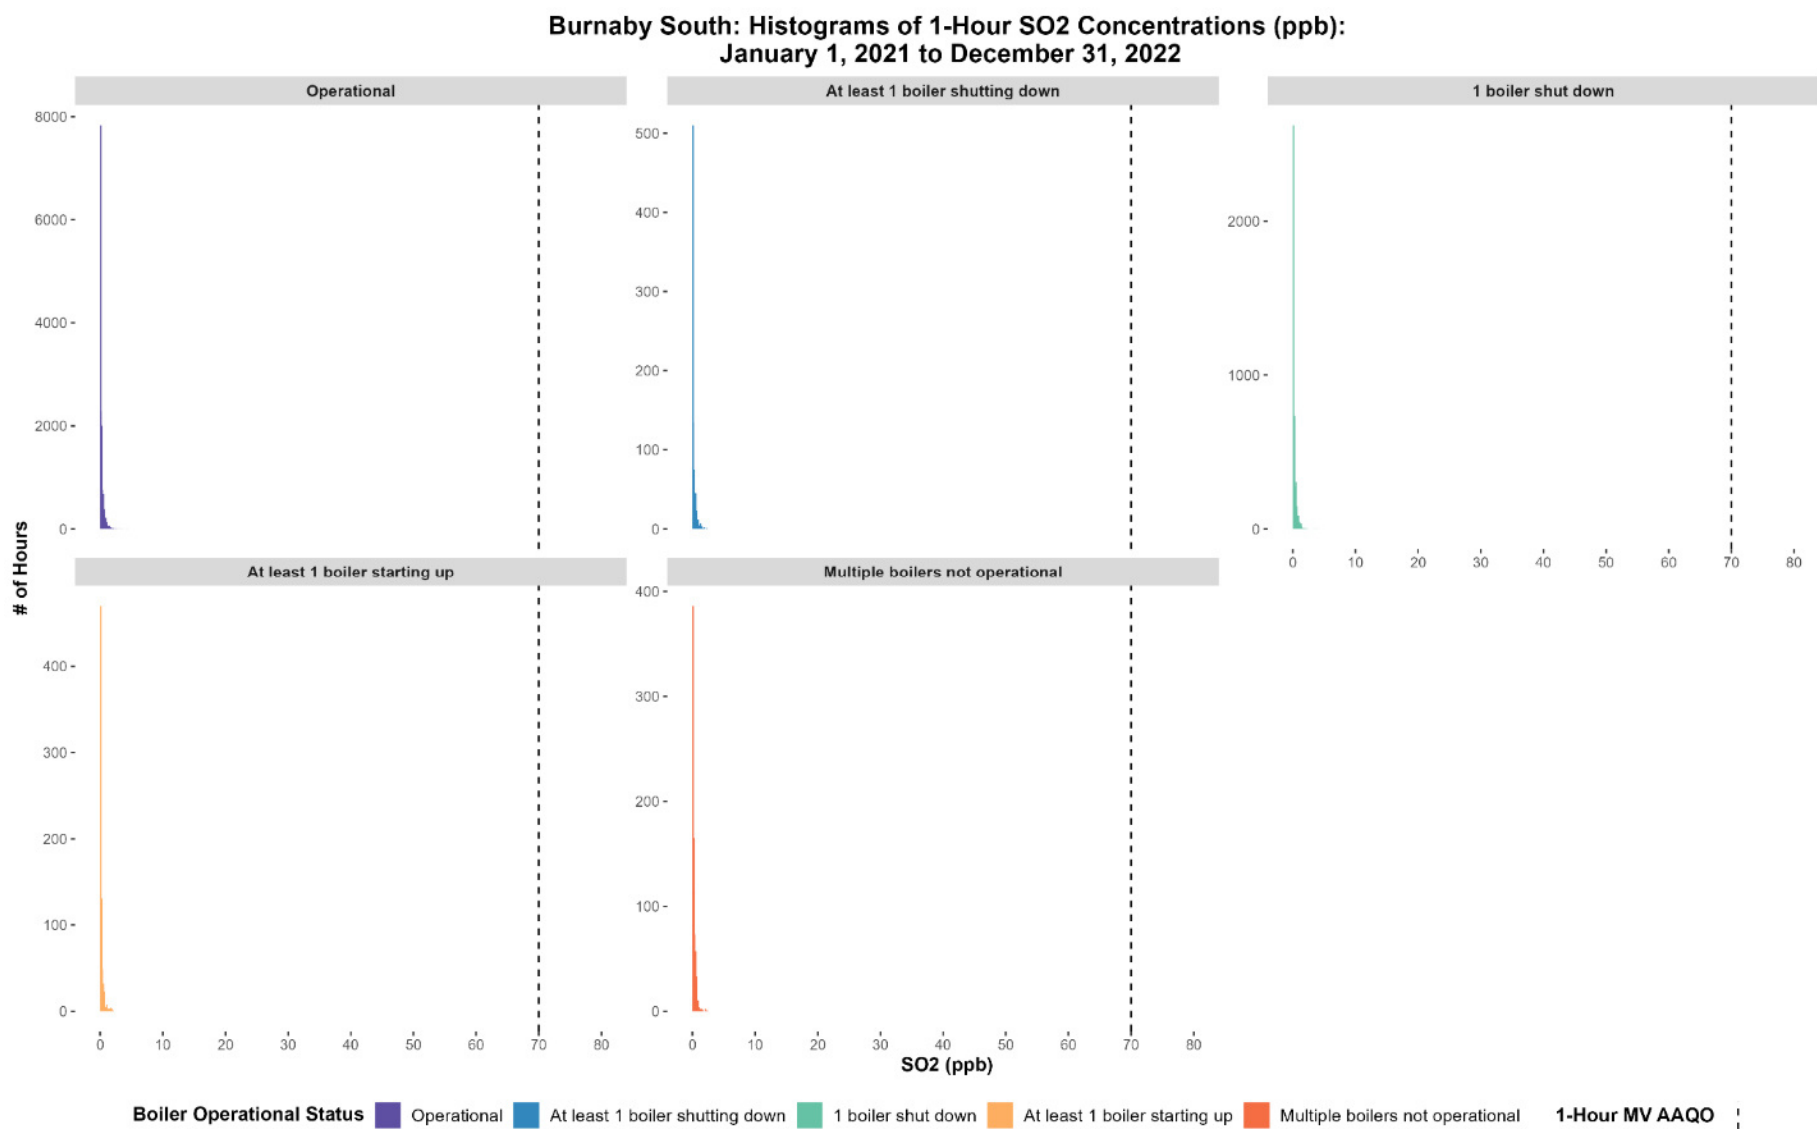 Burnaby South: Histograms of 1-Hour SO2 Concentrations (ppb):
January 1, 2021 to December 31, 2022
Operational
At least 1 boiler shutting down
1 boiler shut down
8000
6000
4000
2000
0
500
400
300
200
100
0
2000
1000
0
0 10 20 30 40 50 60 70 80
# of Hours
At least 1 boiler starting up
Multiple boilers not operational
400
300
200
100
0
0 10 20 30 40 50 60 70 80
400
300
200
100
0
0 10 20 30 40 50 60 70 80
SO2 (ppb)
Boiler Operational Status Operational At least 1 boiler shutting down 1 boiler shut down At least 1 boiler starting up Multiple boilers not operational 1-Hour MV AAQO